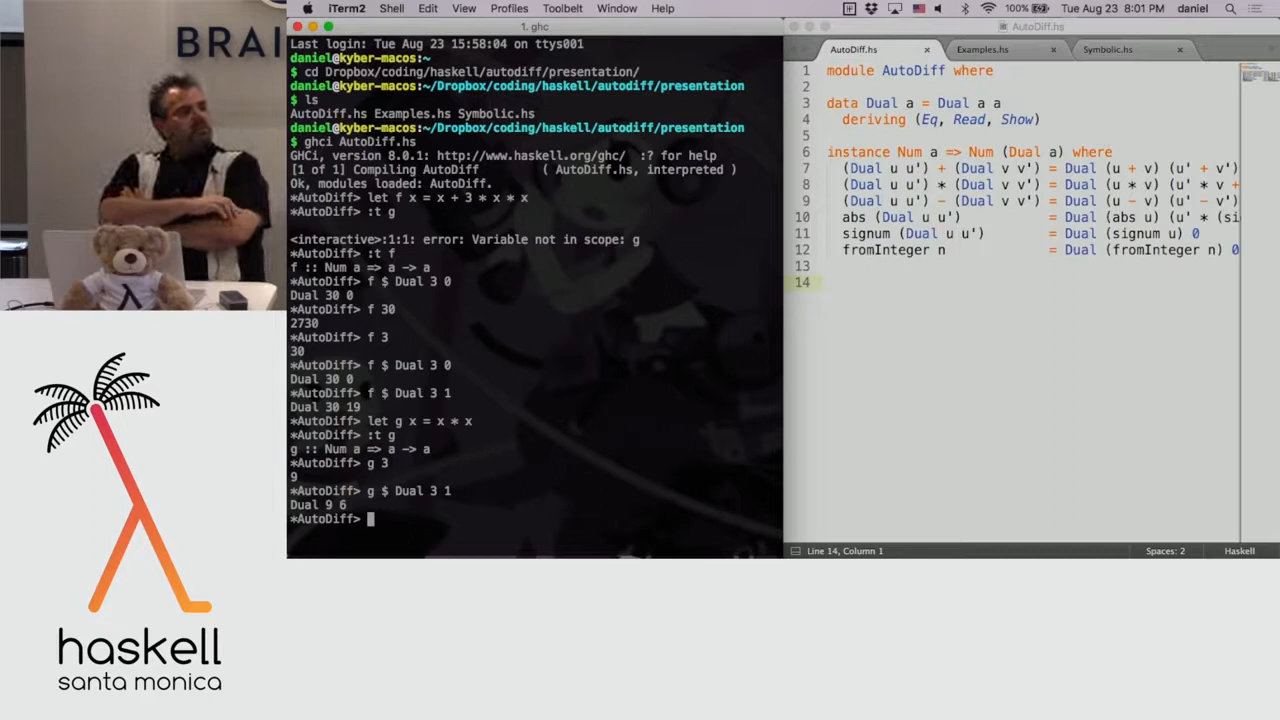 BRAI
iTerm2 Shell Edit View Profiles Toolbelt Window Help
100% Tue Aug 23 8:01 PM daniel
1. ghc
Last login: Tue Aug 23 15:58:04 on ttys001
daniel@kyber-macos:~
$ cd Dropbox/coding/haskell/autodiff/presentation/
daniel@kyber-macos:~/Dropbox/coding/haskell/autodiff/presentation
$ ls
AutoDiff.hs Examples.hs Symbolic.hs
daniel@kyber-macos:~/Dropbox/coding/haskell/autodiff/presentation
$ ghci AutoDiff.hs
GHCi, version 8.0.1: http://www.haskell.org/ghc/ :? for help
[1 of 1] Compiling AutoDiff ( AutoDiff.hs, interpreted )
Ok, modules loaded: AutoDiff.
*AutoDiff> let f x = x + 3 * x * x
*AutoDiff> :t g
<interactive>:1:1: error: Variable not in scope: g
*AutoDiff> :t f
f :: Num a => a -> a
*AutoDiff> f $ Dual 3 0
Dual 30 0
*AutoDiff> f 30
2730
*AutoDiff> f 3
30
*AutoDiff> f $ Dual 3 0
Dual 30 0
*AutoDiff> f $ Dual 3 1
Dual 30 19
*AutoDiff> let g x = x * x
*AutoDiff> :t g
g :: Num a => a -> a
*AutoDiff> g 3
9
*AutoDiff> g $ Dual 3 1
Dual 9 6
*AutoDiff>
AutoDiff.hs
AutoDiff.hs Examples.hs Symbolic.hs
1 module AutoDiff where
2
3 data Dual a = Dual a a
4 deriving (Eq, Read, Show)
5
6 instance Num a => Num (Dual a) where
7 (Dual u u') + (Dual v v') = Dual (u + v) (u' + v')
8 (Dual u u') * (Dual v v') = Dual (u * v) (u' * v +
9 (Dual u u') - (Dual v v') = Dual (u - v) (u' - v')
10 abs (Dual u u') = Dual (abs u) (u' * (si
11 signum (Dual u u') = Dual (signum u) 0
12 fromInteger n = Dual (fromInteger n) 0
13
14
Line 14, Column 1 Spaces: 2 Haskell
haskell
santa monica